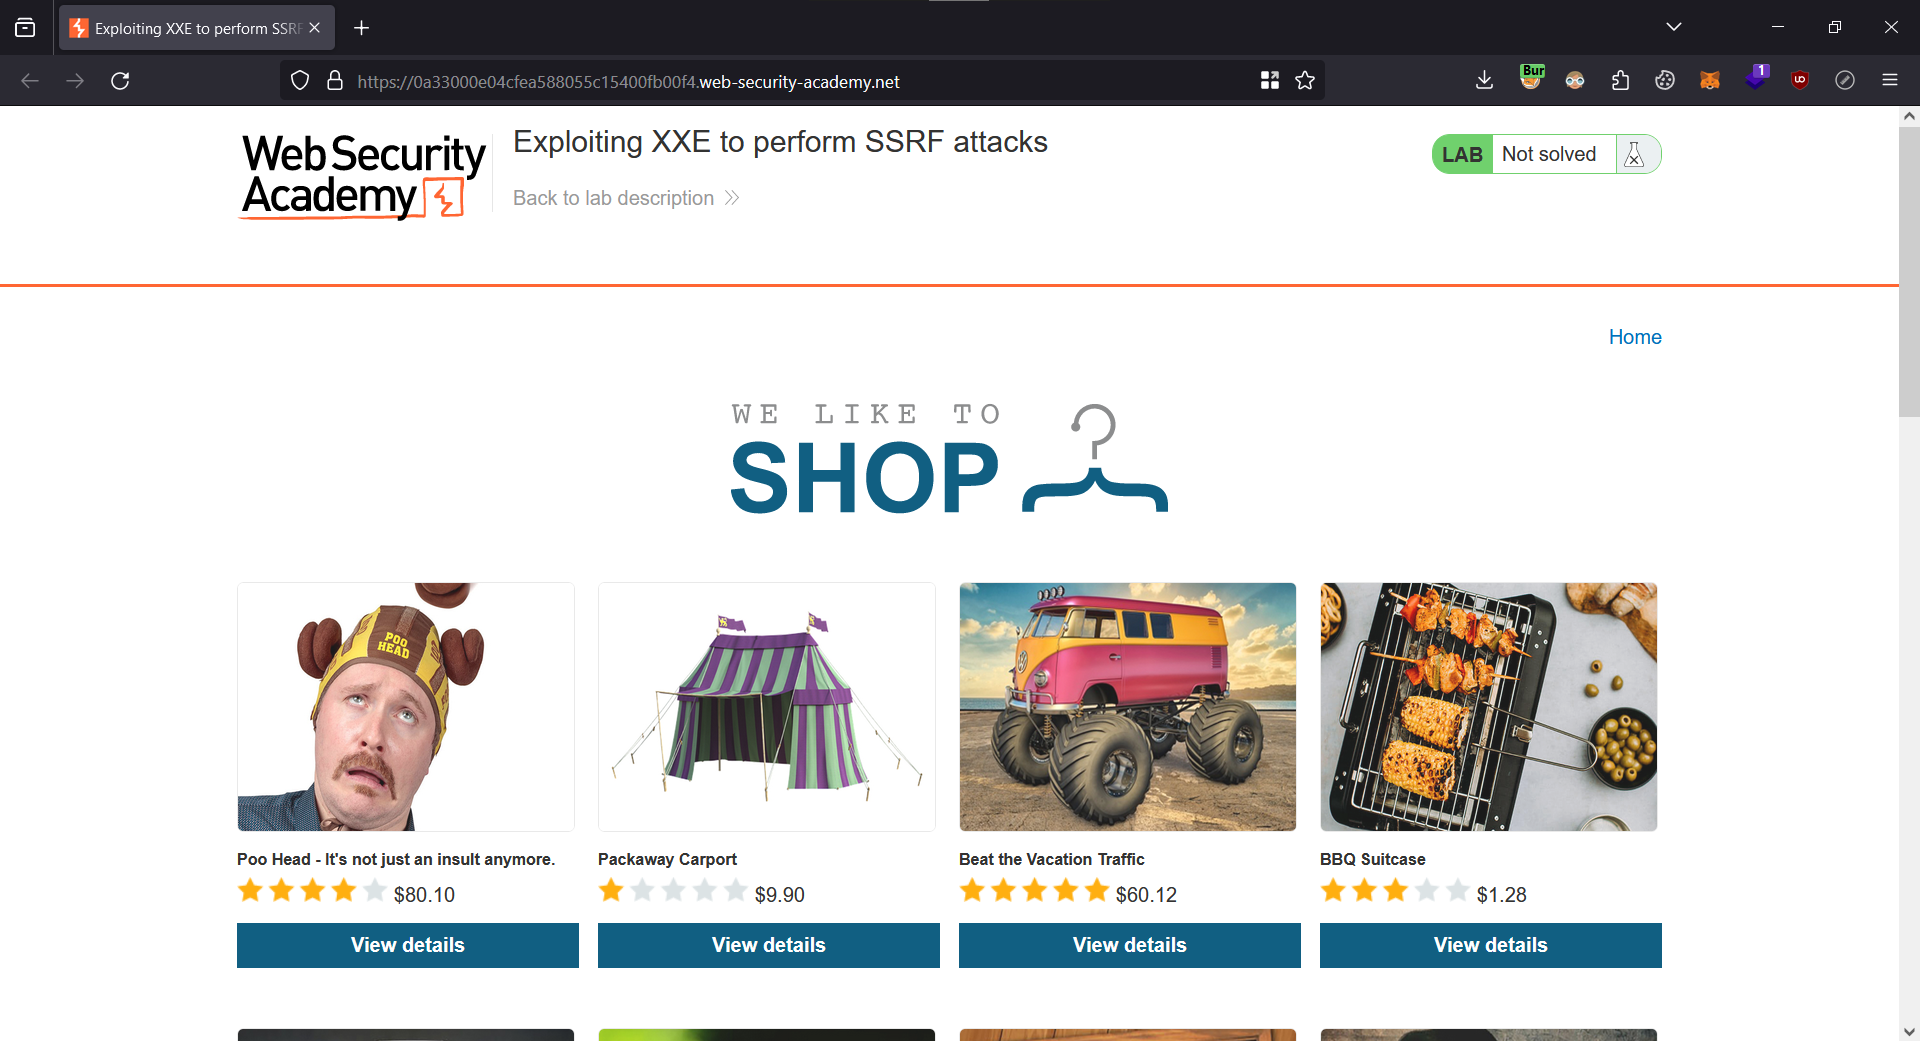 Exploiting XXE to perform SSRF
https://0a33000e04cfea588055c15400fb00f4.web-security-academy.net
Bur
1
Web Security
Academy
Exploiting XXE to perform SSRF attacks
Back to lab description
LAB Not solved
Home
WE LIKE TO
SHOP
POO
HEAD
Poo Head - It's not just an insult anymore.
$80.10
View details
Packaway Carport
$9.90
View details
Beat the Vacation Traffic
$60.12
View details
BBQ Suitcase
$1.28
View details